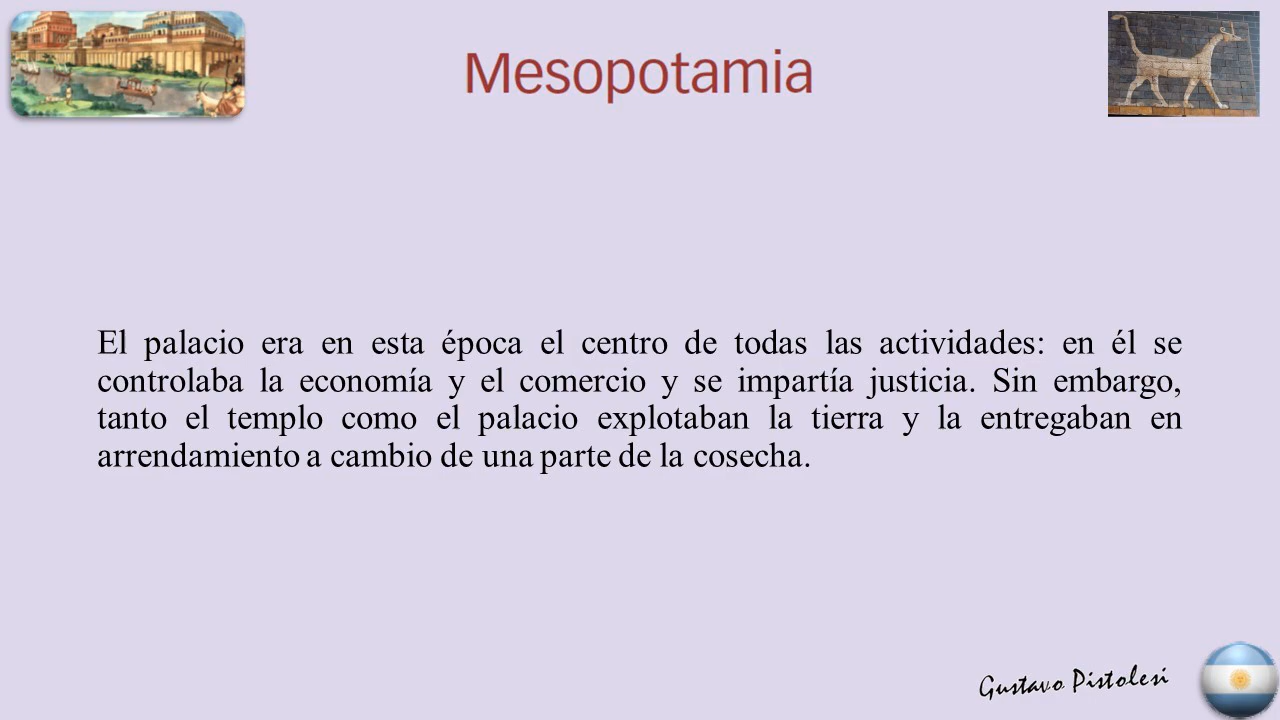 Mesopotamia
El palacio era en esta época el centro de todas las actividades: en él se
controlaba la economía y el comercio y se impartía justicia. Sin embargo,
tanto el templo como el palacio explotaban la tierra y la entregaban en
arrendamiento a cambio de una parte de la cosecha.
Gustavo Pistolesi